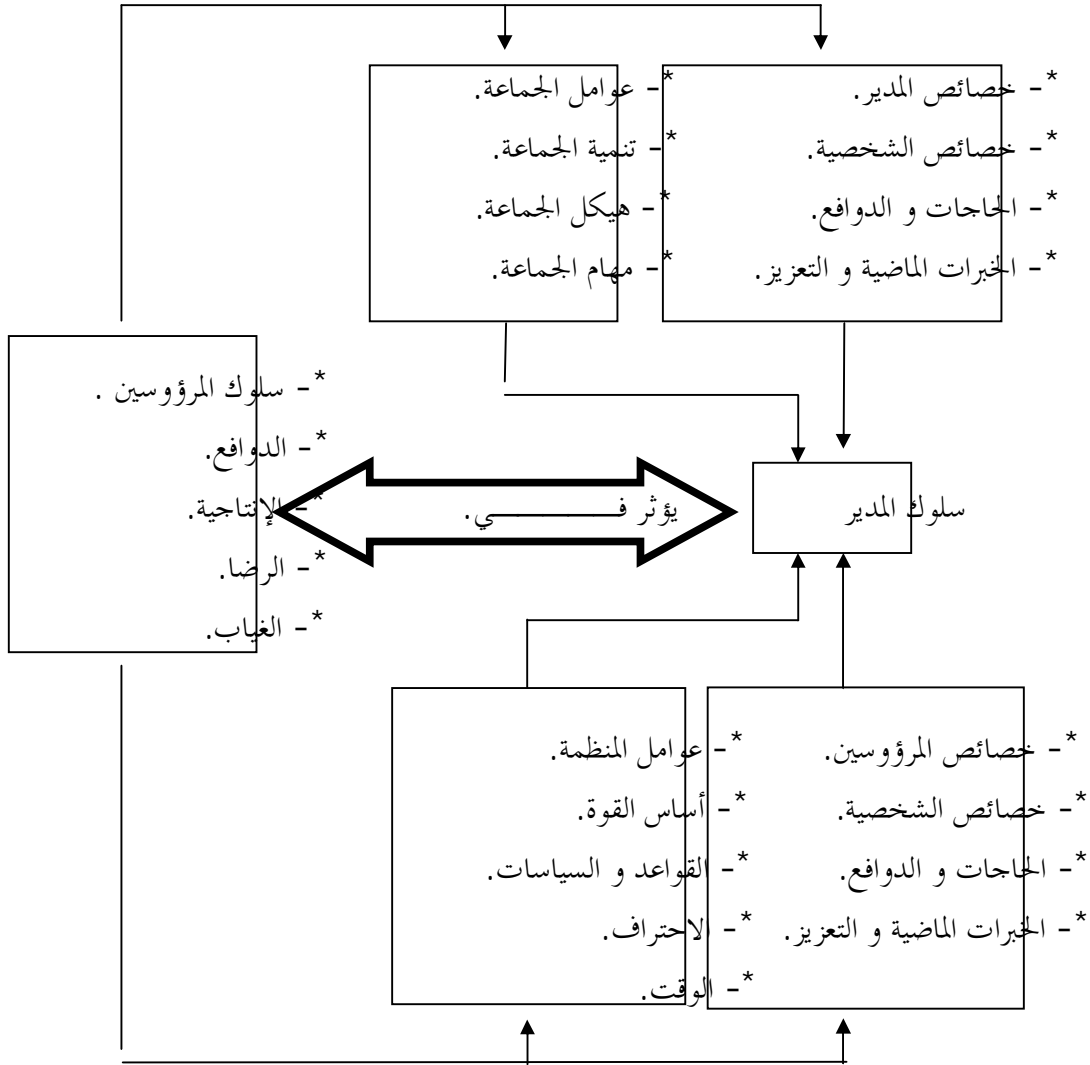 *- خصائص المدير.
*- خصائص الشخصية.
*- الحاجات و الدوافع.
*- الخبرات الماضية و التعزيز.
*- عوامل الجماعة.
*- تنمية الجماعة.
*- هيكل الجماعة.
*- مهام الجماعة.
سلوك المدير
يؤثر فـــــــــــي.
*- سلوك المرؤوسين .
*- الدوافع.
*- الإنتاجية.
*- الرضا.
*- الغياب.
*- خصائص المرؤوسين.
*- خصائص الشخصية.
*- الحاجات و الدوافع.
*- الخبرات الماضية و التعزيز.
*- عوامل المنظمة.
*- أساس القوة.
*- القواعد و السياسات.
*- الاحتراف.
*- الوقت.